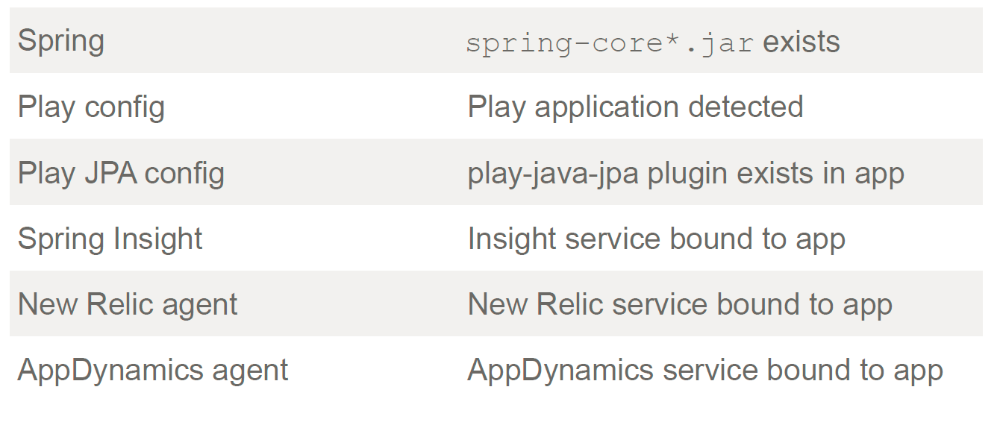 Spring spring-core*.jar exists
Play config Play application detected
Play JPA config play-java-jpa plugin exists in app
Spring Insight Insight service bound to app
New Relic agent New Relic service bound to app
AppDynamics agent AppDynamics service bound to app